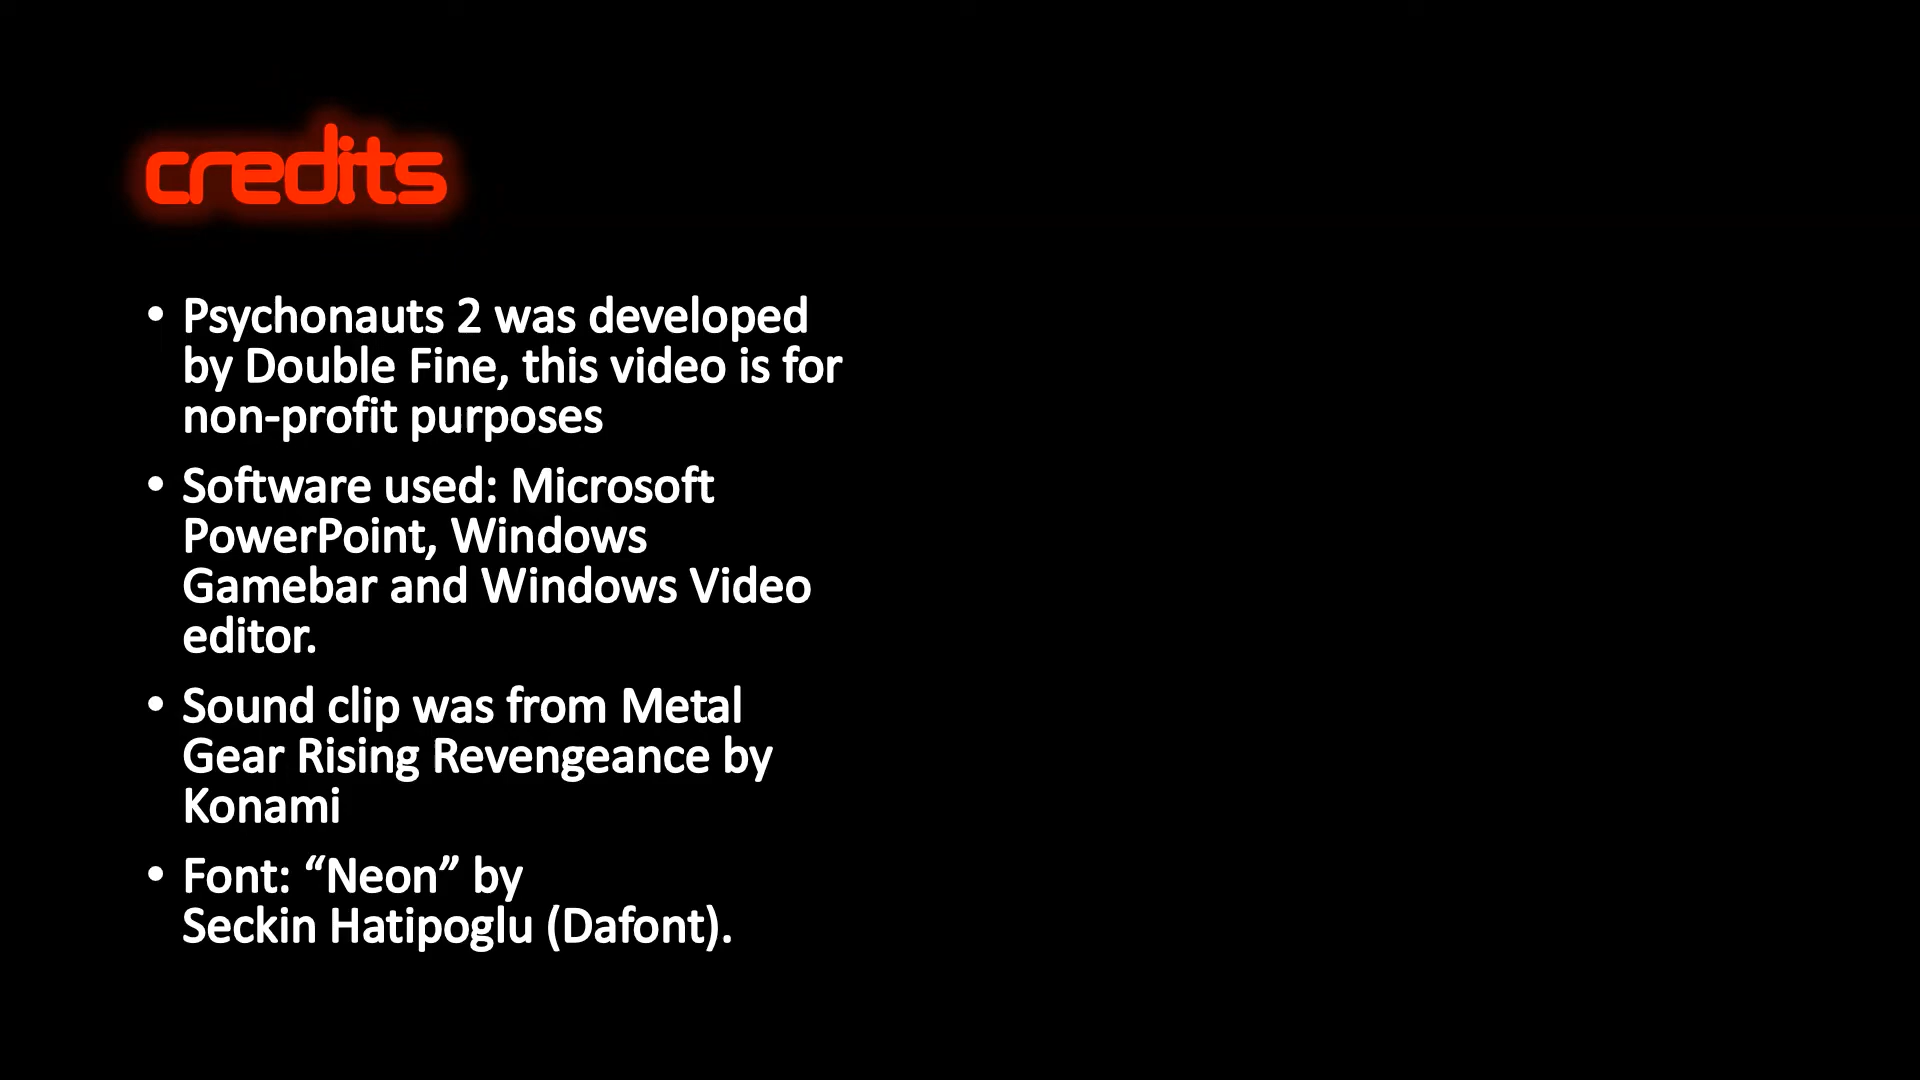 credits
• Psychonauts 2 was developed
by Double Fine, this video is for
non-profit purposes
• Software used: Microsoft
PowerPoint, Windows
Gamebar and Windows Video
editor.
• Sound clip was from Metal
Gear Rising Revengeance by
Konami
• Font: “Neon” by
Seckin Hatipoglu (Dafont).